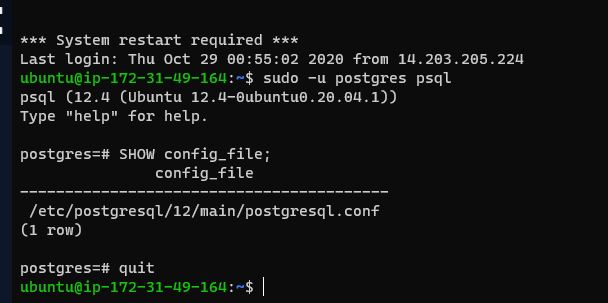 *** System restart required ***
Last login: Thu Oct 29 00:55:02 2020 from 14.203.205.224
ubuntu@ip-172-31-49-164:~$ sudo -u postgres psql
psql (12.4 (Ubuntu 12.4-0ubuntu0.20.04.1))
Type "help" for help.
postgres=# SHOW config_file;
config_file
-----------------------------------------
/etc/postgresql/12/main/postgresql.conf
(1 row)
postgres=# quit
ubuntu@ip-172-31-49-164:~$